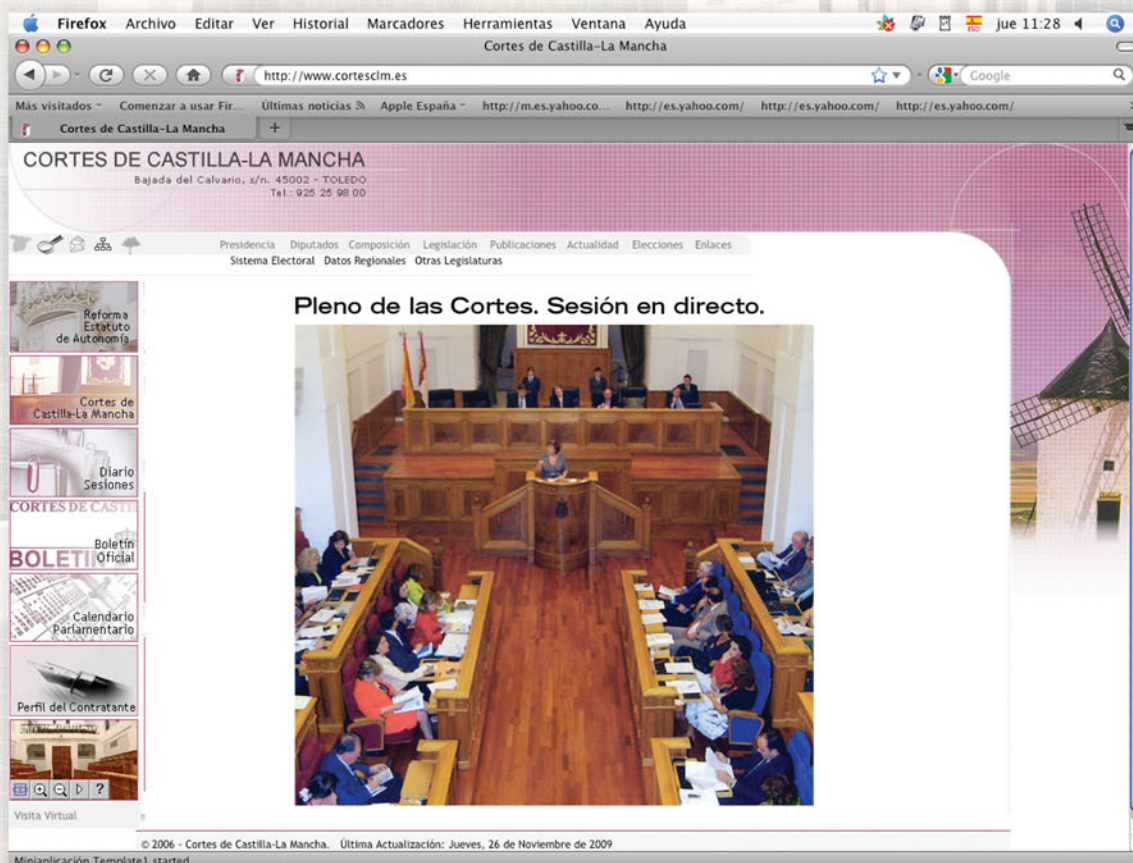 Firefox Archivo Editar Ver Historial Marcadores Herramientas Ventana Ayuda jue 11:28
Cortes de Castilla-La Mancha
http://www.cortesclm.es Google
Más visitados Comenzar a usar Fir... Últimas noticias Apple España http://m.es.yahoo.co... http://es.yahoo.com/ http://es.yahoo.com/ http://es.yahoo.com/
Cortes de Castilla-La Mancha +
CORTES DE CASTILLA-LA MANCHA
Bajada del Calvario, s/n. 45002 - TOLEDO
Tel.: 925 25 98 00
Presidencia Diputados Composición Legislación Publicaciones Actualidad Elecciones Enlaces
Sistema Electoral Datos Regionales Otras Legislaturas
Pleno de las Cortes. Sesión en directo.
Reforma
Estatuto
de Autonomía
Cortes de
Castilla-La Mancha
Diario
Sesiones
CORTES DE CASTI
Boletín
BOLETIN Oficial
Calendario
Parlamentario
Perfil del Contratante
?
Visita Virtual
© 2006 - Cortes de Castilla-La Mancha. Última Actualización: Jueves, 26 de Noviembre de 2009
Miniaplicación Template1 started